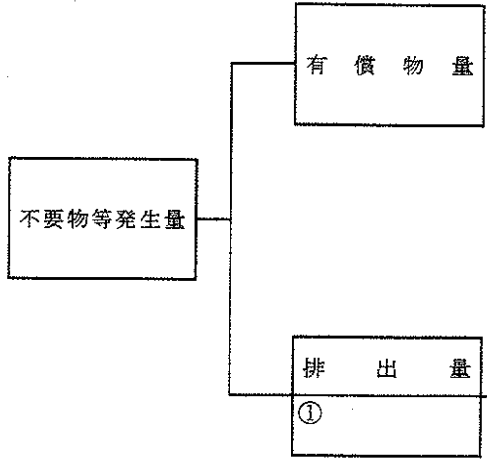 有償物量
不要物等発生量
排出量
①